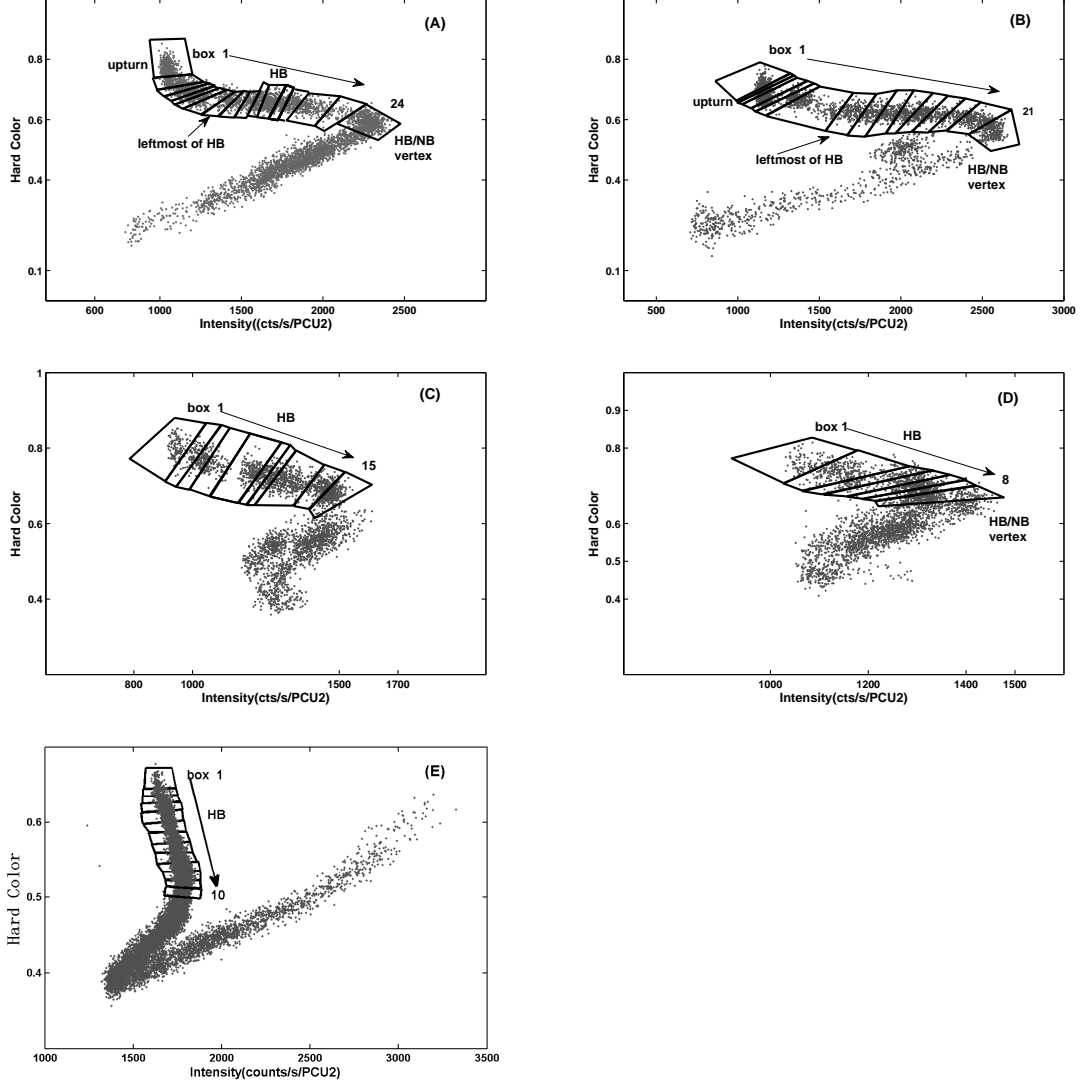 (A)
0.8
0.6
0.4
0.1
Hard Color
upturn
box 1
HB
24
leftmost of HB
HB/NB
vertex
600 1000 1500 2000 2500
Intensity((cts/s/PCU2)
(B)
0.8
0.6
0.4
0.1
Hard Color
box 1
upturn
21
leftmost of HB
HB/NB
vertex
500 1000 1500 2000 2500 3000
Intensity(cts/s/PCU2)
(C)
1
0.8
0.6
0.4
Hard Color
box 1
HB
15
800 1000 1500 1700
Intensity(cts/s/PCU2)
(D)
0.9
0.8
0.6
0.5
0.4
Hard Color
box 1
HB
8
HB/NB
vertex
1000 1200 1400 1500
Intensity(cts/s/PCU2)
(E)
0.6
0.5
0.4
Hard Color
box 1
HB
10
1000 1500 2000 2500 3000 3500
Intensity(counts/s/PCU2)